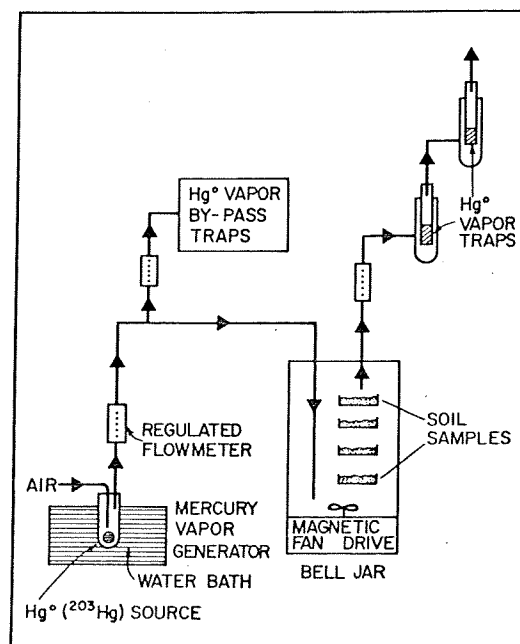 Hg° VAPOR
BY-PASS
TRAPS
Hg°
VAPOR
TRAPS
REGULATED
FLOWMETER
SOIL
SAMPLES
AIR
MERCURY
VAPOR
GENERATOR
WATER BATH
Hg° (²⁰³Hg) SOURCE
MAGNETIC
FAN DRIVE
BELL JAR